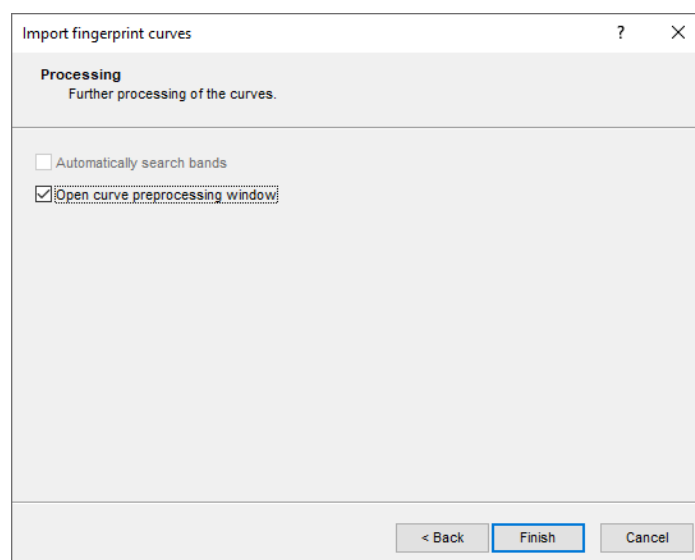 Import fingerprint curves ?
Processing
Further processing of the curves.
Automatically search bands
Open curve preprocessing window
< Back Finish Cancel